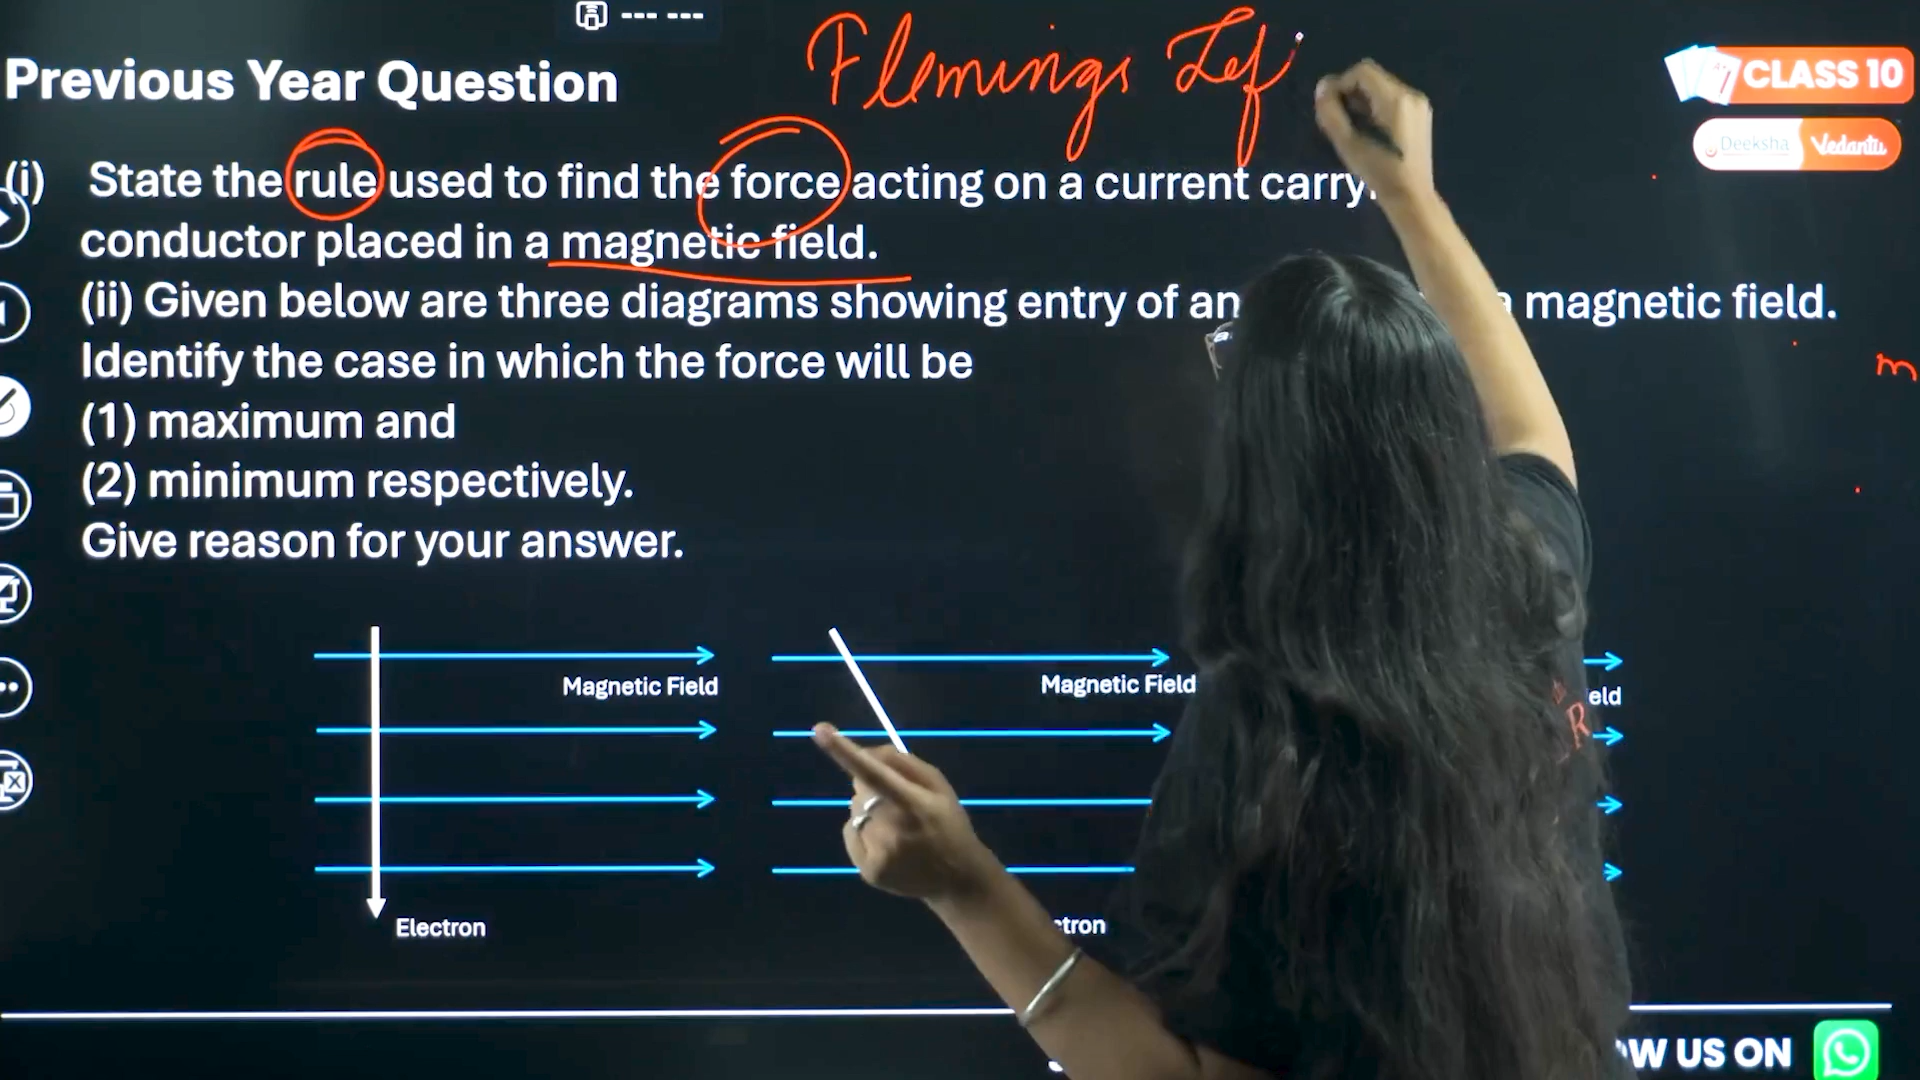 --- ---
Flemings Lef
Previous Year Question
CLASS 10
Deeksha Vedantu
(i) State the rule used to find the force acting on a current carry
conductor placed in a magnetic field.
(ii) Given below are three diagrams showing entry of an a magnetic field.
Identify the case in which the force will be
m
(1) maximum and
(2) minimum respectively.
Give reason for your answer.
Magnetic Field Magnetic Field eld
R
Electron ctron
OW US ON